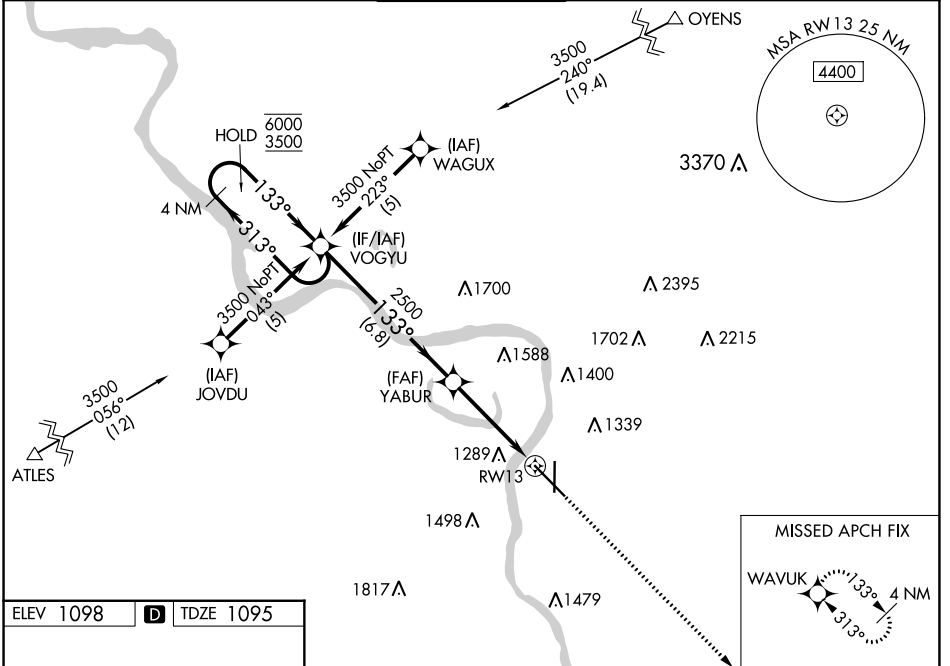 OYENS
3500
240°
(19.4)
MSA RW13 25 NM
4400
HOLD
6000
3500
(IAF)
WAGUX
3370
3500 NoPT
223°
(5)
133°
4 NM
313°
(IF/IAF)
VOGYU
3500 NoPT
043°
(5)
2500
133°
(6.8)
1700
2395
1702
2215
1588
1400
(IAF)
JOVDU
(FAF)
YABUR
3500
056°
(12)
ATLES
1339
1289
RW13
1498
1817
1479
MISSED APCH FIX
WAVUK
133°
4 NM
313°
ELEV 1098 D TDZE 1095